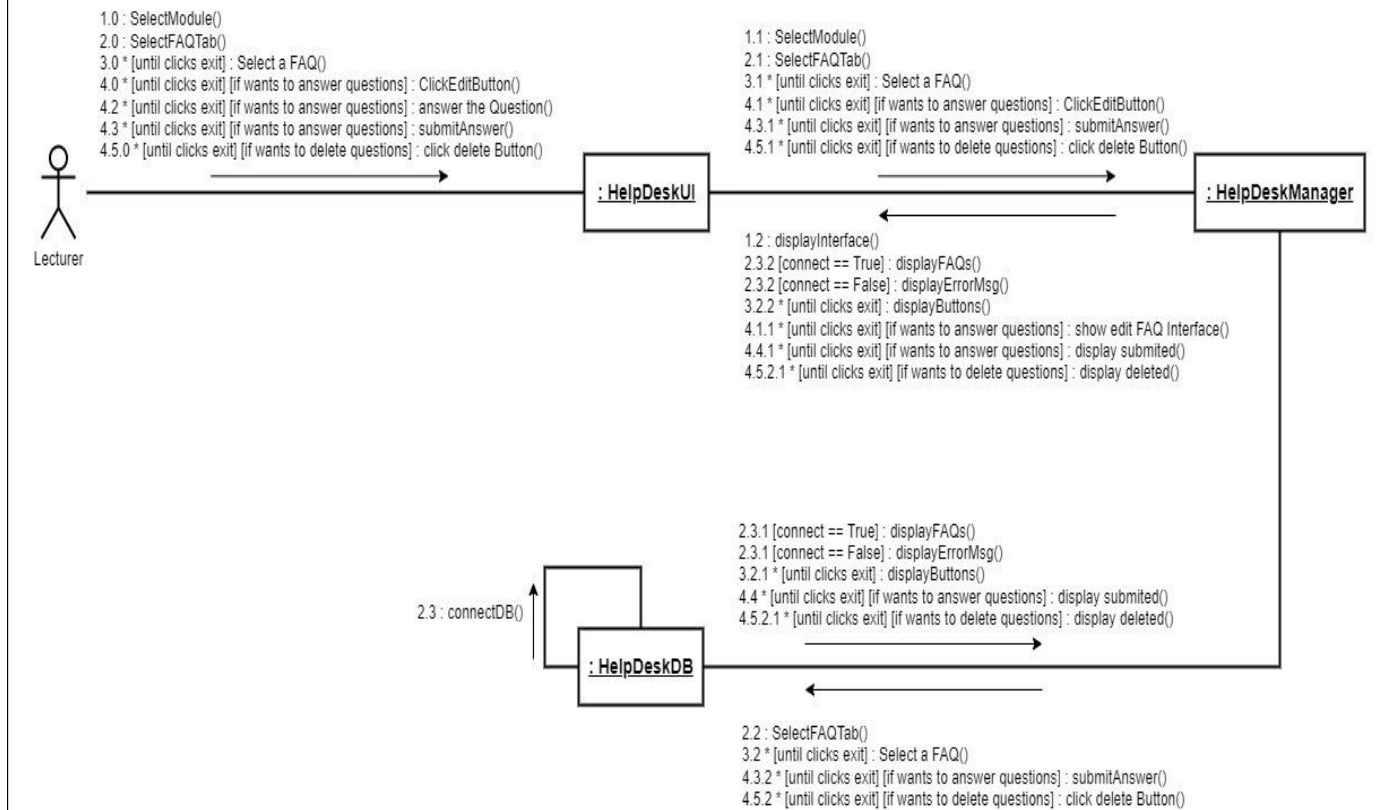 1.0 : SelectModule()
2.0 : SelectFAQTab()
3.0 * [until clicks exit] : Select a FAQ()
4.0 * [until clicks exit] [if wants to answer questions] : ClickEditButton()
4.2 * [until clicks exit] [if wants to answer questions] : answer the Question()
4.3 * [until clicks exit] [if wants to answer questions] : submitAnswer()
4.5.0 * [until clicks exit] [if wants to delete questions] : click delete Button()
1.1 : SelectModule()
2.1 : SelectFAQTab()
3.1 * [until clicks exit] : Select a FAQ()
4.1 * [until clicks exit] [if wants to answer questions] : ClickEditButton()
4.3.1 * [until clicks exit] [if wants to answer questions] : submitAnswer()
4.5.1 * [until clicks exit] [if wants to delete questions] : click delete Button()
Lecturer
: HelpDeskUI
: HelpDeskManager
1.2 : displayInterface()
2.3.2 [connect == True] : displayFAQs()
2.3.2 [connect == False] : displayErrorMsg()
3.2.2 * [until clicks exit] : displayButtons()
4.1.1 * [until clicks exit] [if wants to answer questions] : show edit FAQ Interface()
4.4.1 * [until clicks exit] [if wants to answer questions] : display submited()
4.5.2.1 * [until clicks exit] [if wants to delete questions] : display deleted()
2.3.1 [connect == True] : displayFAQs()
2.3.1 [connect == False] : displayErrorMsg()
3.2.1 * [until clicks exit] : displayButtons()
4.4 * [until clicks exit] [if wants to answer questions] : display submited()
4.5.2.1 * [until clicks exit] [if wants to delete questions] : display deleted()
2.3 : connectDB()
: HelpDeskDB
2.2 : SelectFAQTab()
3.2 * [until clicks exit] : Select a FAQ()
4.3.2 * [until clicks exit] [if wants to answer questions] : submitAnswer()
4.5.2 * [until clicks exit] [if wants to delete questions] : click delete Button()